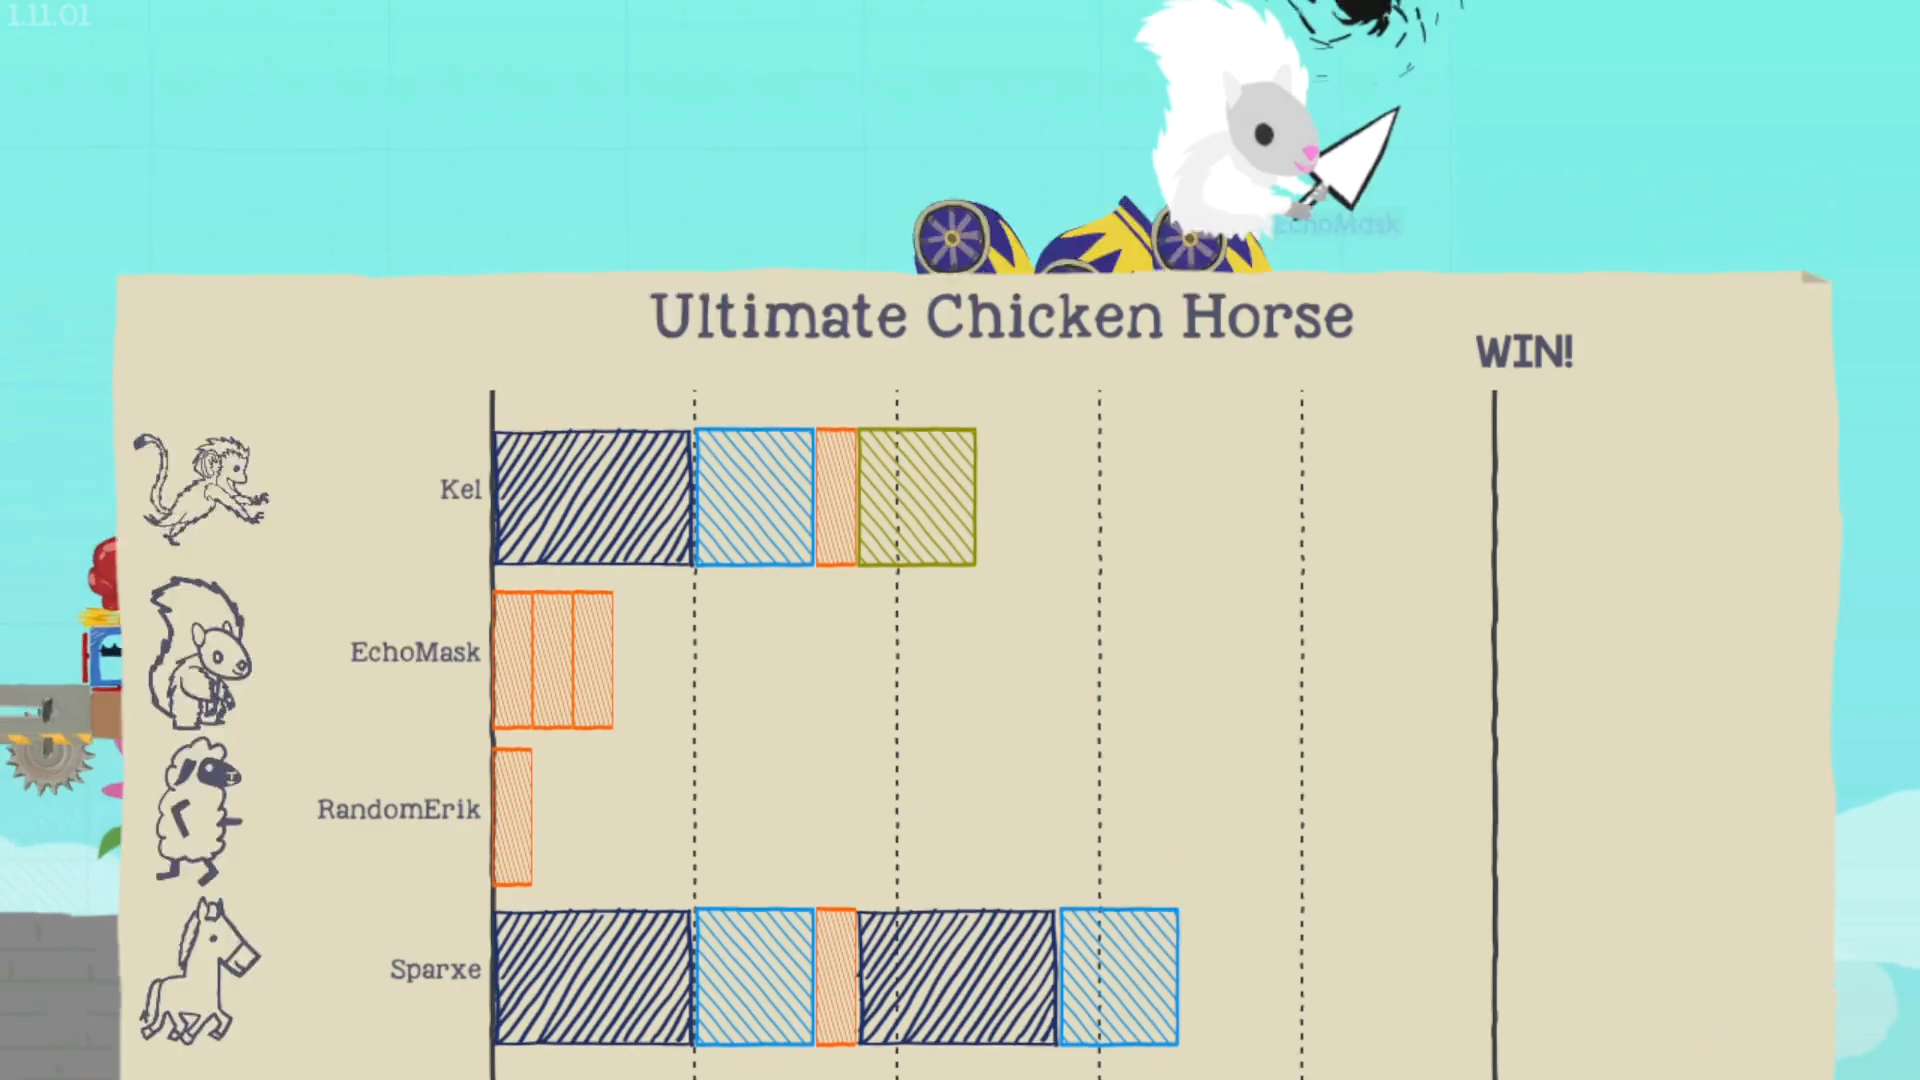 1.11.01
EchoMask
Ultimate Chicken Horse
WIN!
Kel
EchoMask
RandomErik
Sparxe